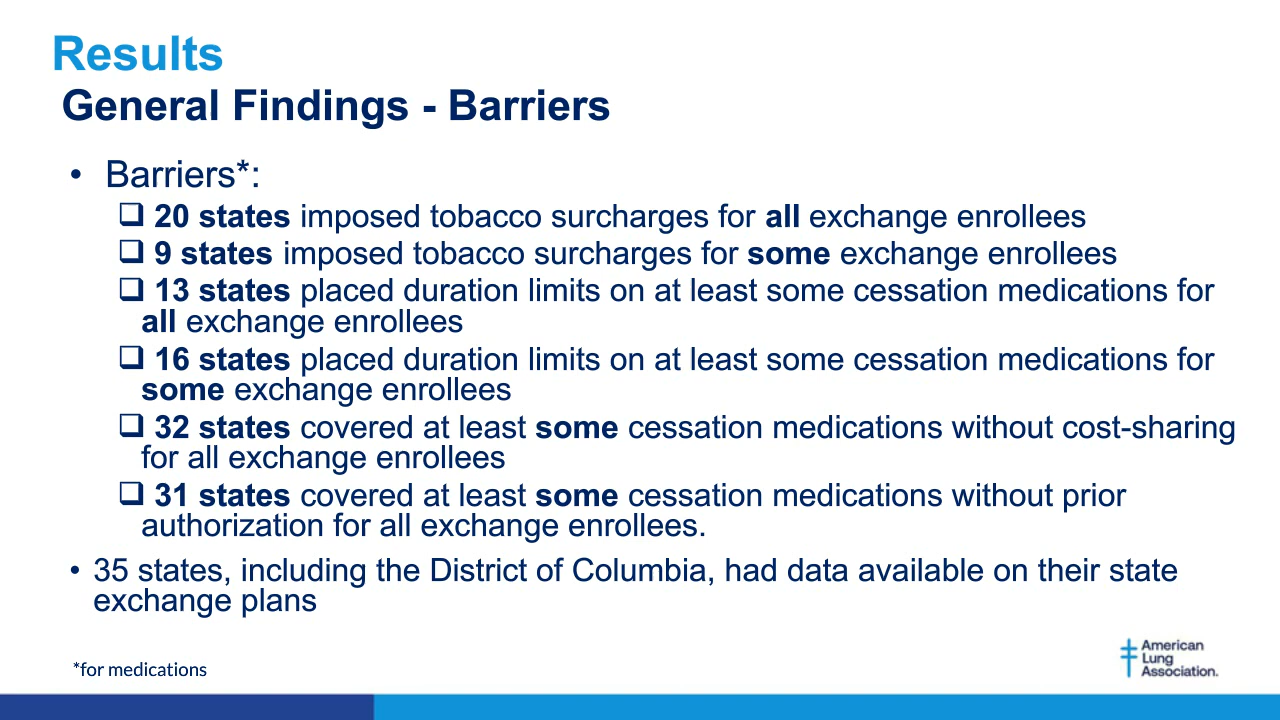 Results
General Findings - Barriers
• Barriers*:
❑ 20 states imposed tobacco surcharges for all exchange enrollees
❑ 9 states imposed tobacco surcharges for some exchange enrollees
❑ 13 states placed duration limits on at least some cessation medications for
all exchange enrollees
❑ 16 states placed duration limits on at least some cessation medications for
some exchange enrollees
❑ 32 states covered at least some cessation medications without cost-sharing
for all exchange enrollees
❑ 31 states covered at least some cessation medications without prior
authorization for all exchange enrollees.
• 35 states, including the District of Columbia, had data available on their state
exchange plans
*for medications
American
Lung
Association.